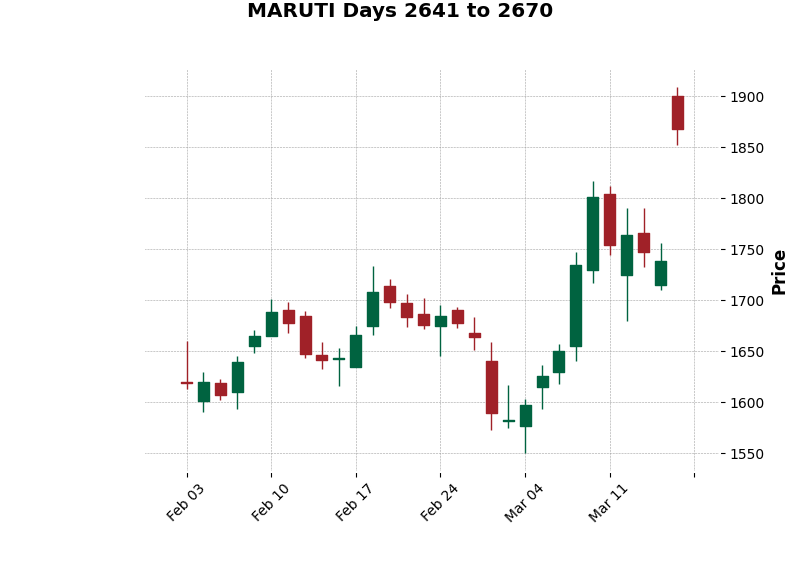 MARUTI Days 2641 to 2670
1900
1850
1800
1750
1700
1650
1600
1550
Price
Feb 03
Feb 10
Feb 17
Feb 24
Mar 04
Mar 11